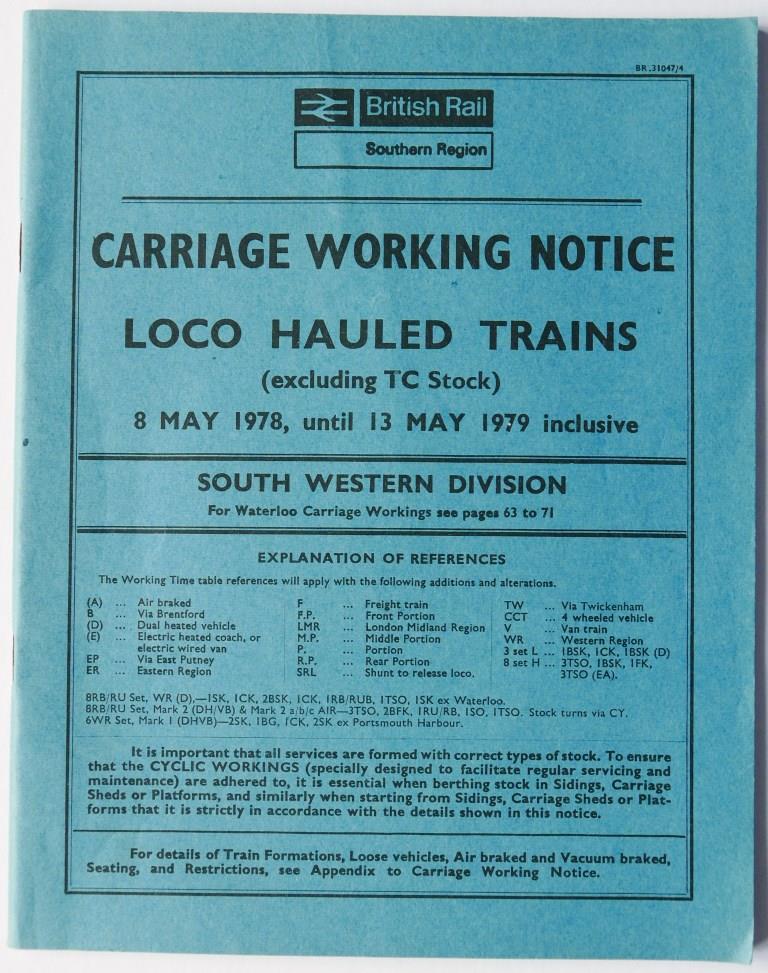 BR.31047/4
British Rail
Southern Region
CARRIAGE WORKING NOTICE
LOCO HAULED TRAINS
(excluding TC Stock)
8 MAY 1978, until 13 MAY 1979 inclusive
SOUTH WESTERN DIVISION
For Waterloo Carriage Workings see pages 63 to 71
EXPLANATION OF REFERENCES
The Working Time table references will apply with the following additions and alterations.
(A) ... Air braked
B ... Via Brentford
(D) ... Dual heated vehicle
(E) ... Electric heated coach, or
electric wired van
EP ... Via East Putney
ER ... Eastern Region
F ... Freight train
F.P. ... Front Portion
LMR ... London Midland Region
M.P. ... Middle Portion
P. ... Portion
R.P. ... Rear Portion
SRL ... Shunt to release loco.
TW ... Via Twickenham
CCT ... 4 wheeled vehicle
V ... Van train
WR ... Western Region
3 set L ... 1BSK, 1CK, 1BSK (D)
8 set H ... 3TSO, 1BSK, 1FK,
3TSO (EA).
8RB/RU Set, WR (D),—1SK, 1CK, 2BSK, 1CK, 1RB/RUB, 1TSO, 1SK ex Waterloo.
8RB/RU Set, Mark 2 (DH/VB) & Mark 2 a/b/c AIR—3TSO, 2BFK, 1RU/RB, 1SO, 1TSO. Stock turns via CY.
6WR Set, Mark 1 (DHVB)—2SK, 1BG, 1CK, 2SK ex Portsmouth Harbour.
It is important that all services are formed with correct types of stock. To ensure
that the CYCLIC WORKINGS (specially designed to facilitate regular servicing and
maintenance) are adhered to, it is essential when berthing stock in Sidings, Carriage
Sheds or Platforms, and similarly when starting from Sidings, Carriage Sheds or Plat-
forms that it is strictly in accordance with the details shown in this notice.
For details of Train Formations, Loose vehicles, Air braked and Vacuum braked,
Seating, and Restrictions, see Appendix to Carriage Working Notice.